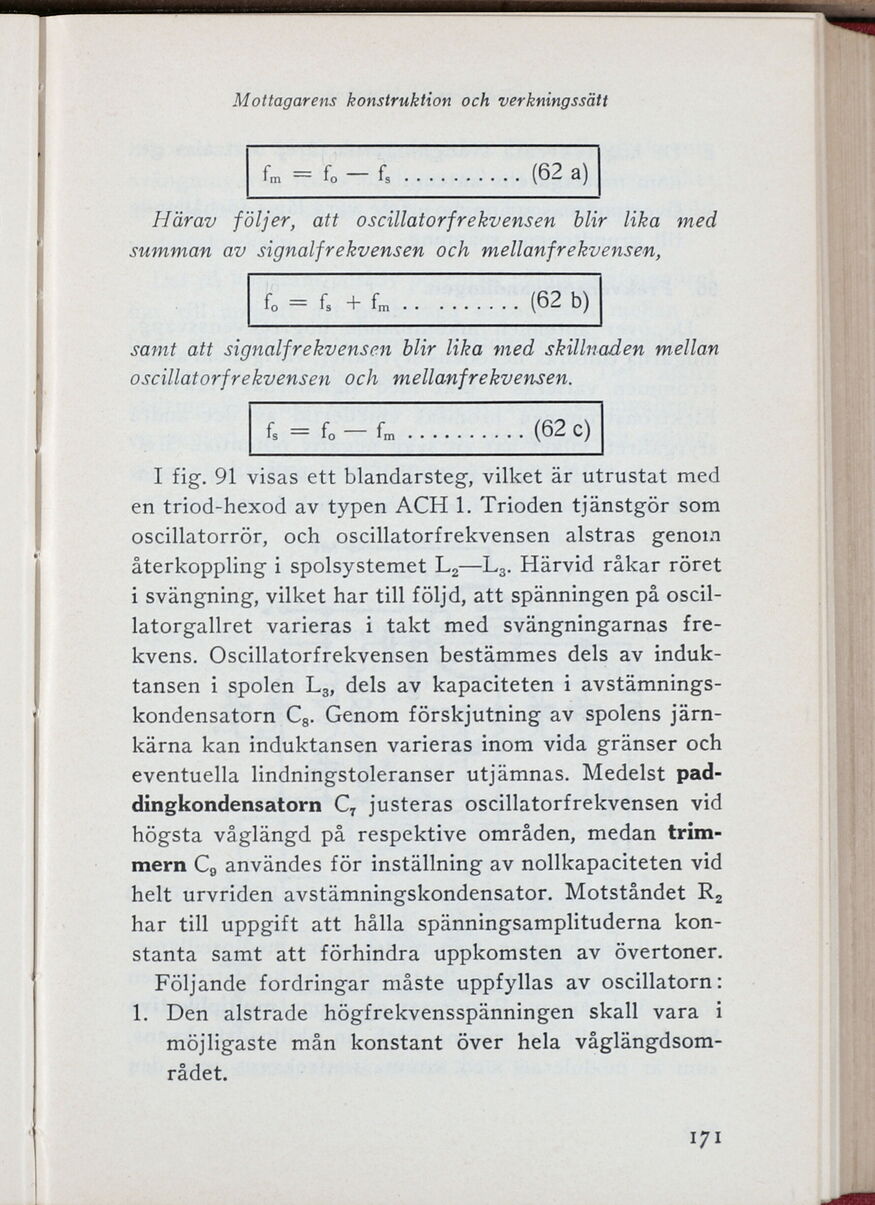 Mottagarens konstruktion och verkningssätt
fₘ = fₒ — fₛ ........... (62 a)
Härav följer, att oscillatorfrekvensen blir lika med
summan av signalfrekvensen och mellanfrekvensen,
fₒ = fₛ + fₘ .. ........ (62 b)
samt att signalfrekvensen blir lika med skillnaden mellan
oscillatorfrekvensen och mellanfrekvensen.
fₛ = fₒ — fₘ ........... (62 c)
I fig. 91 visas ett blandarsteg, vilket är utrustat med
en triod-hexod av typen ACH 1. Trioden tjänstgör som
oscillatorrör, och oscillatorfrekvensen alstras genom
återkoppling i spolsystemet L₂—L₃. Härvid råkar röret
i svängning, vilket har till följd, att spänningen på oscil-
latorgallret varieras i takt med svängningarnas fre-
kvens. Oscillatorfrekvensen bestämmes dels av induk-
tansen i spolen L₃, dels av kapaciteten i avstämnings-
kondensatorn C₈. Genom förskjutning av spolens järn-
kärna kan induktansen varieras inom vida gränser och
eventuella lindningstoleranser utjämnas. Medelst pad-
dingkondensatorn C₇ justeras oscillatorfrekvensen vid
högsta våglängd på respektive områden, medan trim-
mern C₉ användes för inställning av nollkapaciteten vid
helt urvriden avstämningskondensator. Motståndet R₂
har till uppgift att hålla spänningsamplituderna kon-
stanta samt att förhindra uppkomsten av övertoner.
Följande fordringar måste uppfyllas av oscillatorn:
1. Den alstrade högfrekvensspänningen skall vara i
möjligaste mån konstant över hela våglängdsom-
rådet.
171